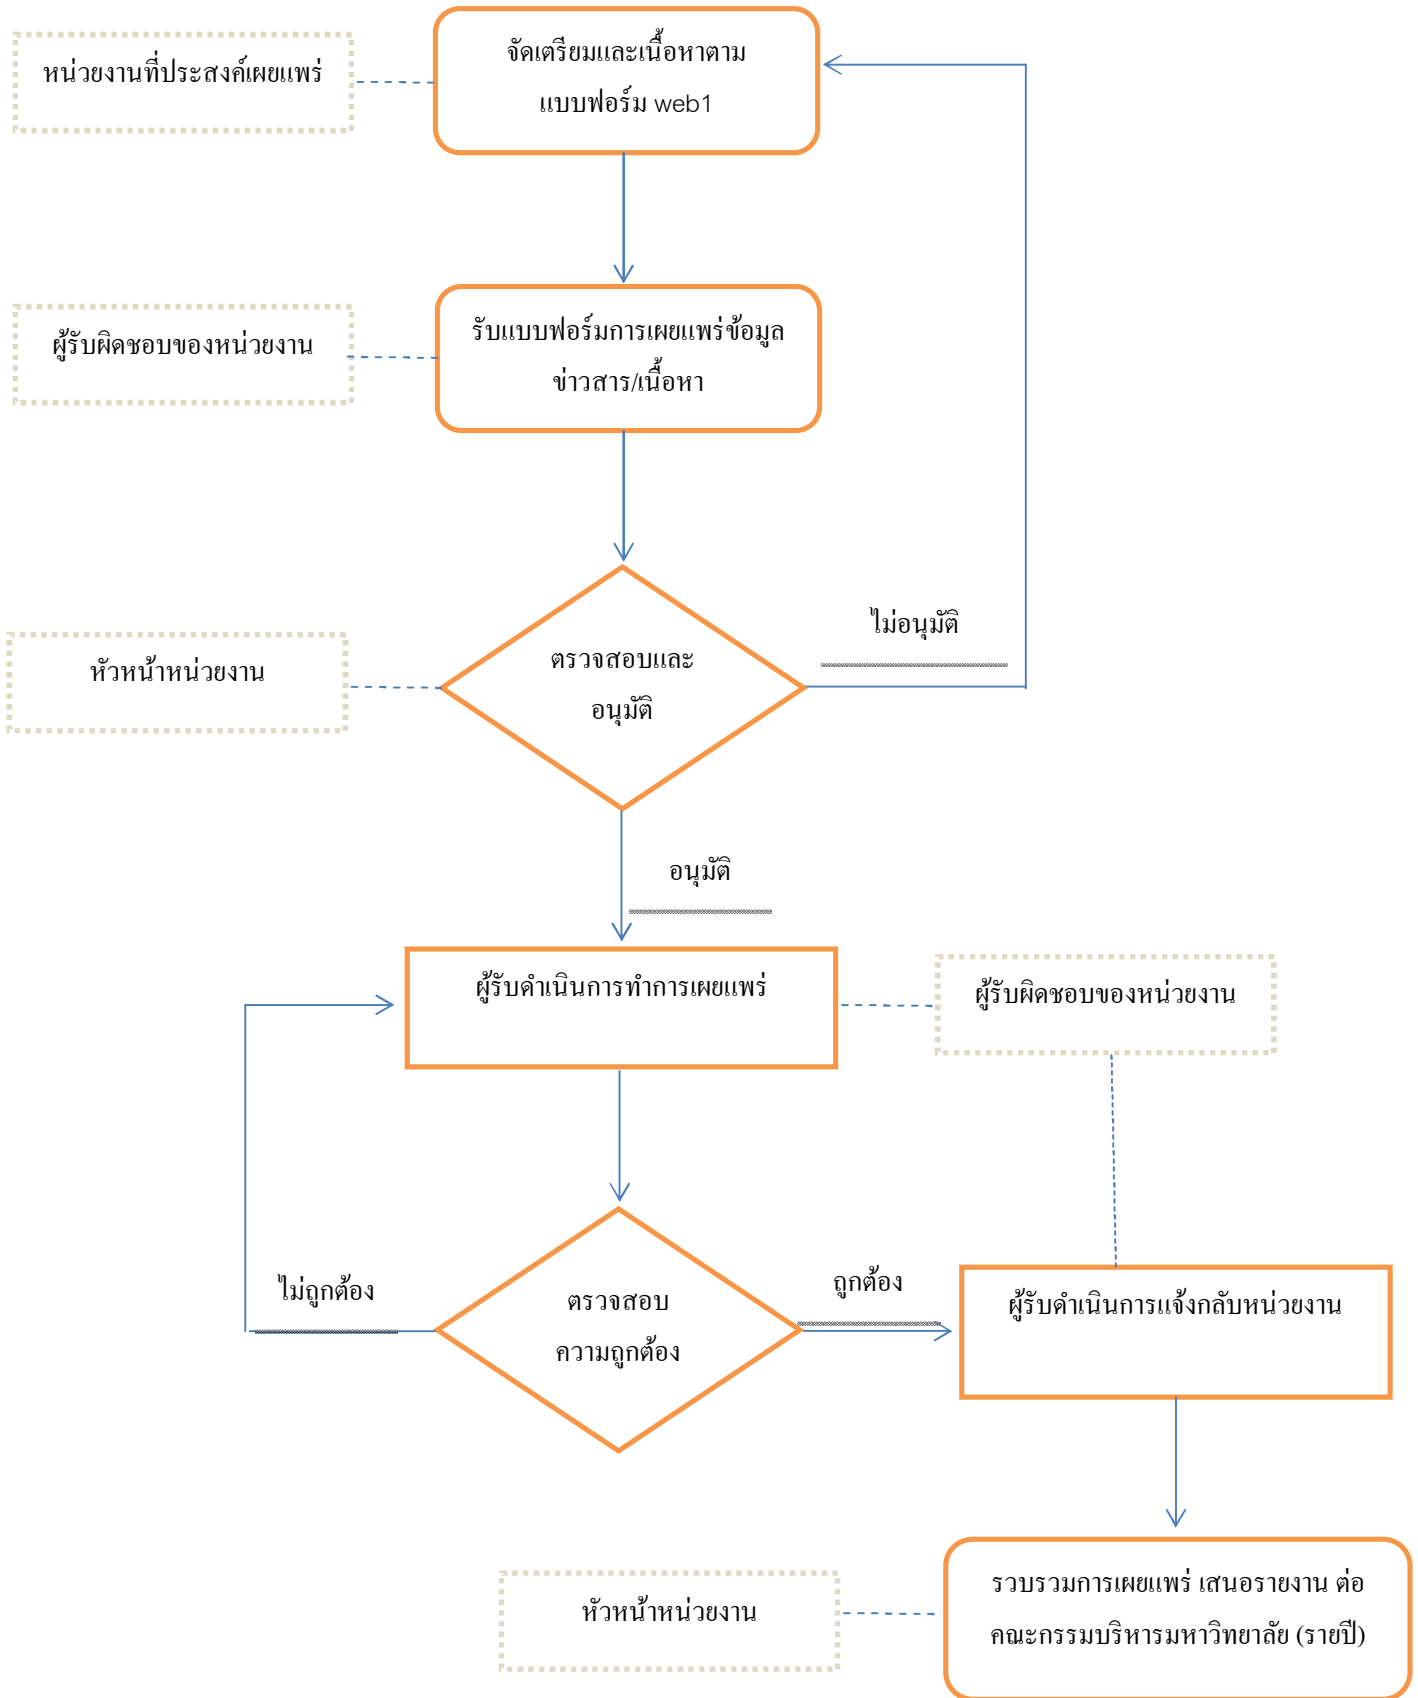 หน่วยงานที่ประสงค์เผยแพร่
จัดเตรียมและเนื้อหาตาม
แบบฟอร์ม web1
ผู้รับผิดชอบของหน่วยงาน
รับแบบฟอร์มการเผยแพร่ข้อมูล
ข่าวสาร/เนื้อหา
ไม่อนุมัติ
หัวหน้าหน่วยงาน
ตรวจสอบและ
อนุมัติ
อนุมัติ
ผู้รับดำเนินการทำการเผยแพร่
ผู้รับผิดชอบของหน่วยงาน
ไม่ถูกต้อง
ตรวจสอบ
ความถูกต้อง
ถูกต้อง
ผู้รับดำเนินการแจ้งกลับหน่วยงาน
หัวหน้าหน่วยงาน
รวบรวมการเผยแพร่ เสนอรายงาน ต่อ
คณะกรรมบริหารมหาวิทยาลัย (รายปี)